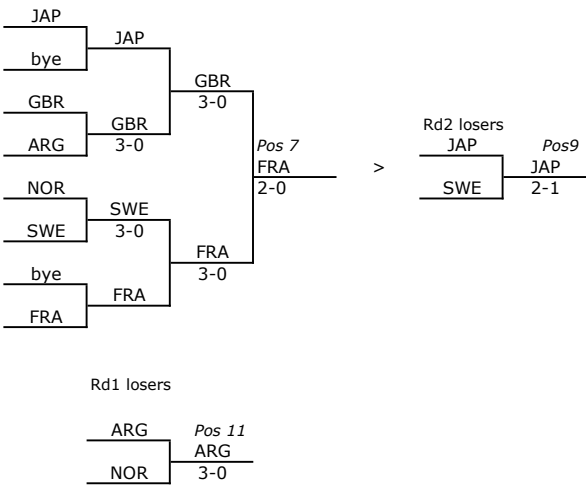 JAP
JAP
bye
GBR
3-0
GBR
GBR
3-0
ARG
Pos 7
FRA
2-0
>
Rd2 losers
JAP
Pos9
JAP
2-1
SWE
NOR
SWE
3-0
SWE
FRA
3-0
bye
FRA
FRA
Rd1 losers
ARG
Pos 11
ARG
3-0
NOR